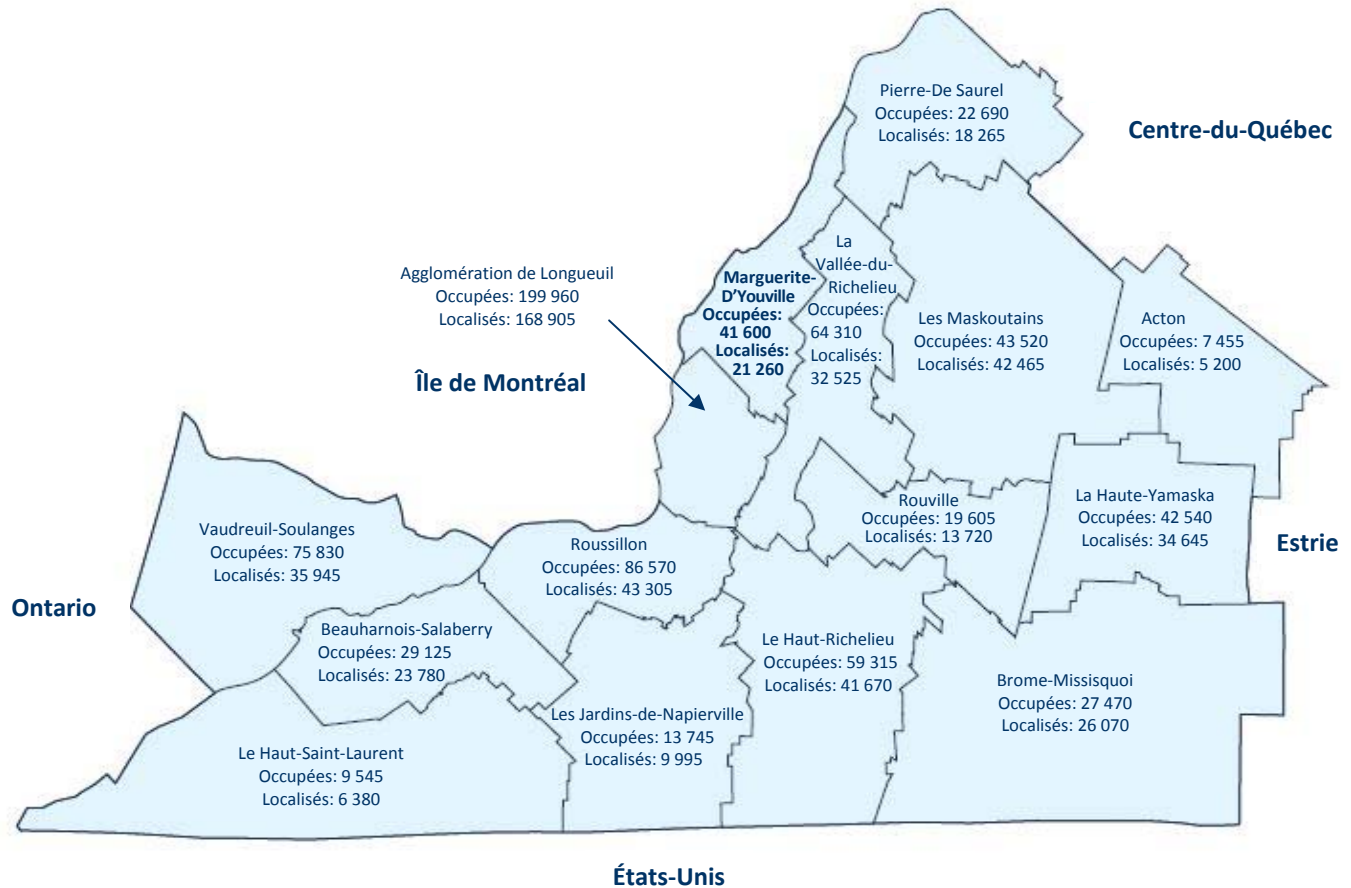 Pierre-De Saurel
Occupées: 22 690
Localisés: 18 265
Centre-du-Québec
Agglomération de Longueuil
Occupées: 199 960
Localisés: 168 905
Marguerite-
D’Youville
Occupées:
41 600
Localisés:
21 260
La
Vallée-du-
Richelieu
Occupées:
64 310
Localisés:
32 525
Les Maskoutains
Occupées: 43 520
Localisés: 42 465
Acton
Occupées: 7 455
Localisés: 5 200
Île de Montréal
Vaudreuil-Soulanges
Occupées: 75 830
Localisés: 35 945
Roussillon
Occupées: 86 570
Localisés: 43 305
Rouville
Occupées: 19 605
Localisés: 13 720
La Haute-Yamaska
Occupées: 42 540
Localisés: 34 645
Estrie
Ontario
Beauharnois-Salaberry
Occupées: 29 125
Localisés: 23 780
Le Haut-Richelieu
Occupées: 59 315
Localisés: 41 670
Brome-Missisquoi
Occupées: 27 470
Localisés: 26 070
Les Jardins-de-Napierville
Occupées: 13 745
Localisés: 9 995
Le Haut-Saint-Laurent
Occupées: 9 545
Localisés: 6 380
États-Unis